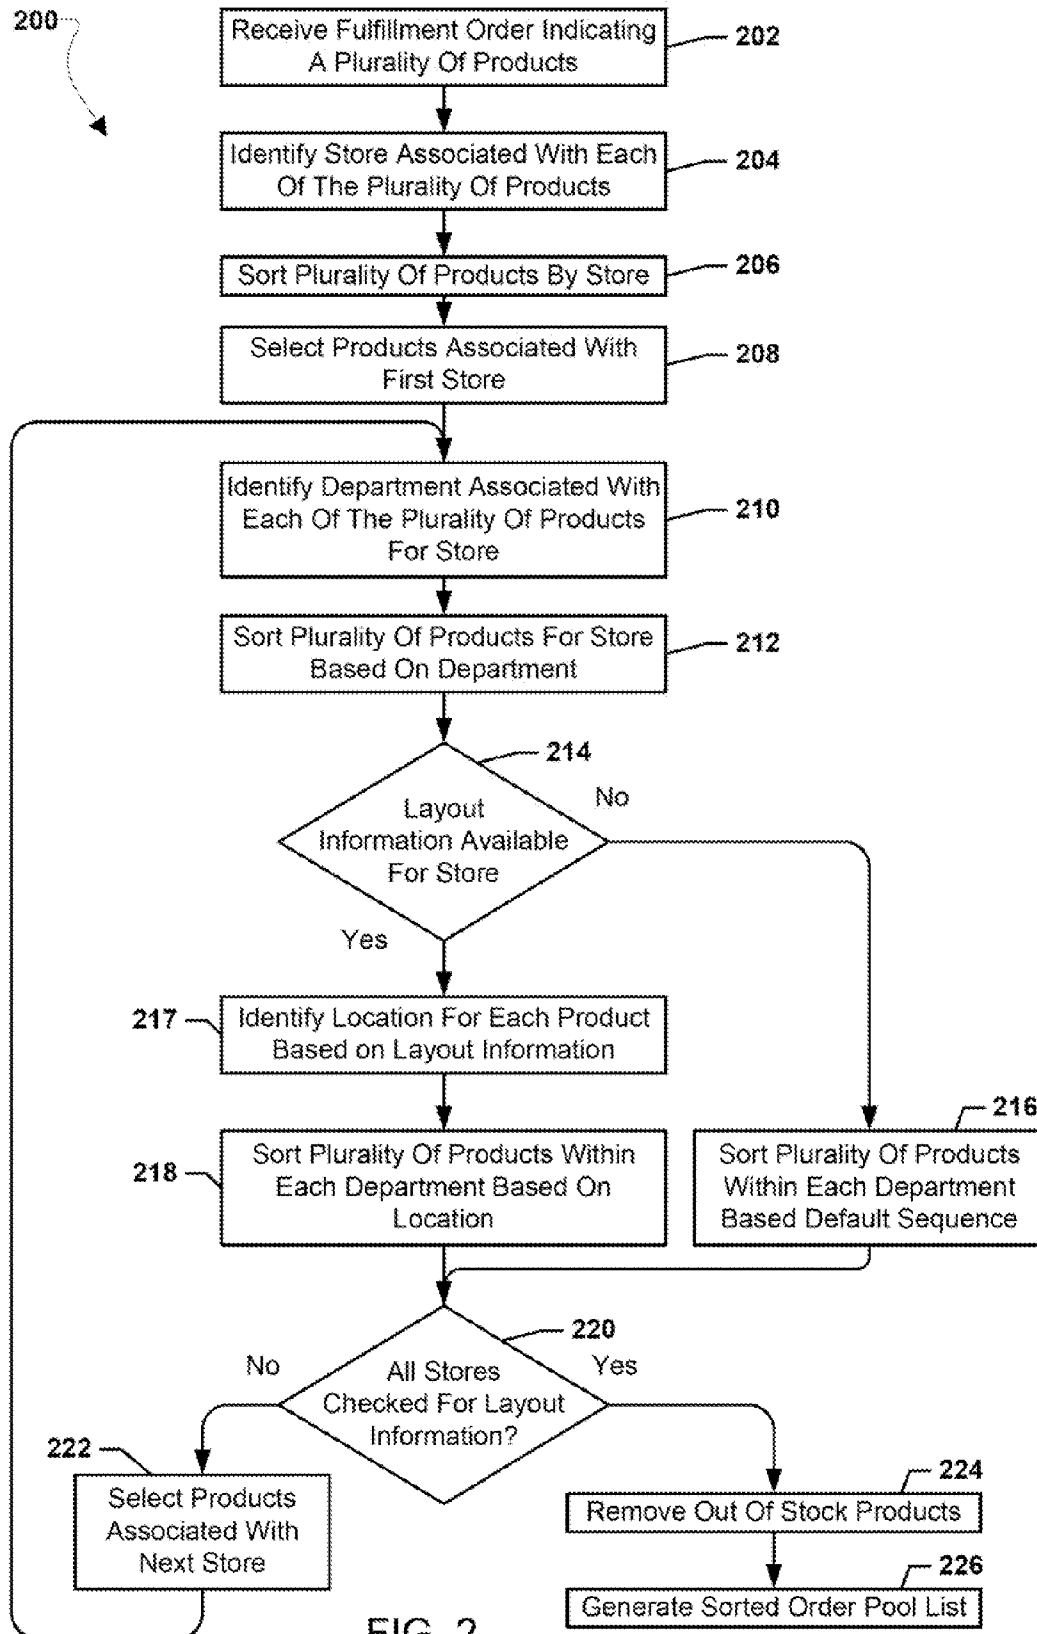 200
Receive Fulfillment Order Indicating
A Plurality Of Products
202
Identify Store Associated With Each
Of The Plurality Of Products
204
Sort Plurality Of Products By Store
206
Select Products Associated With
First Store
208
Identify Department Associated With
Each Of The Plurality Of Products
For Store
210
Sort Plurality Of Products For Store
Based On Department
212
214
Layout
Information Available
For Store
No
Yes
217
Identify Location For Each Product
Based on Layout Information
218
Sort Plurality Of Products Within
Each Department Based On
Location
216
Sort Plurality Of Products
Within Each Department
Based Default Sequence
220
All Stores
Checked For Layout
Information?
No
Yes
222
Select Products
Associated With
Next Store
224
Remove Out Of Stock Products
226
Generate Sorted Order Pool List
FIG. 2